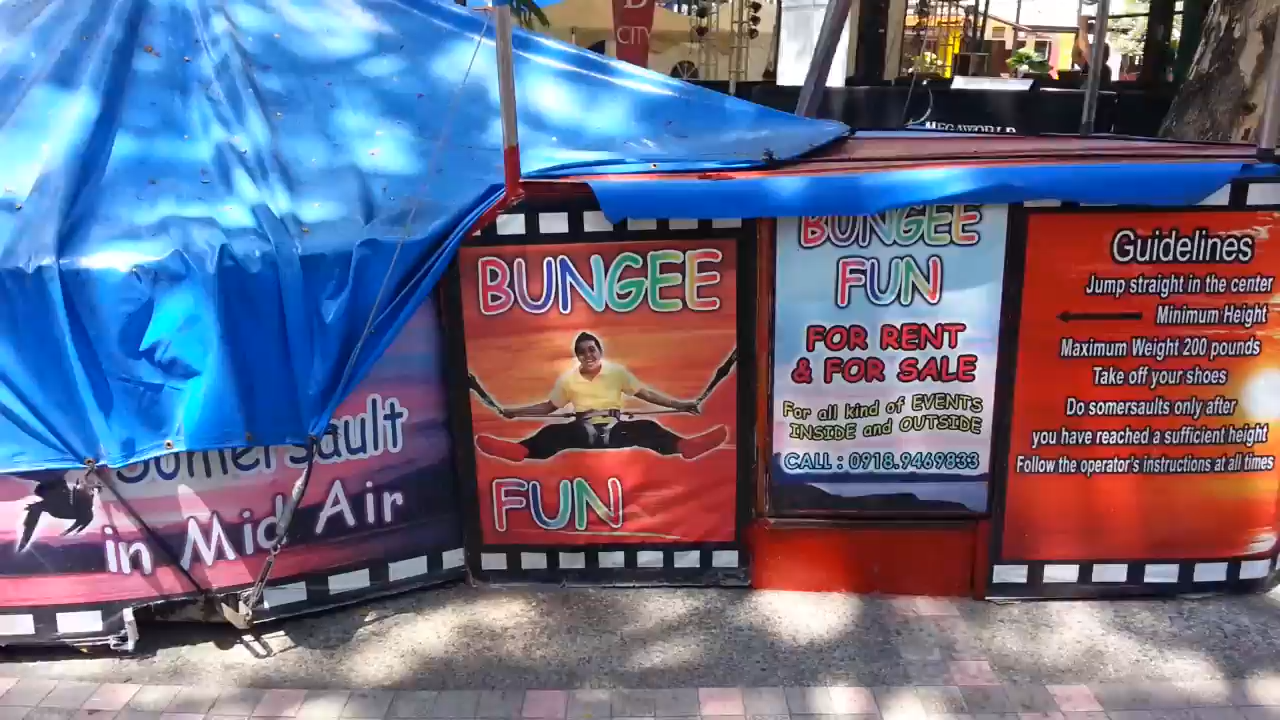 CITY
MEGAWORLD
Somersault
in Mid Air
BUNGEE
FUN
BUNGEE
FUN
FOR RENT
& FOR SALE
For all kind of EVENTS
INSIDE and OUTSIDE
CALL : 0918.9469833
Guidelines
Jump straight in the center
Minimum Height
Maximum Weight 200 pounds
Take off your shoes
Do somersaults only after
you have reached a sufficient height
Follow the operator's instructions at all times